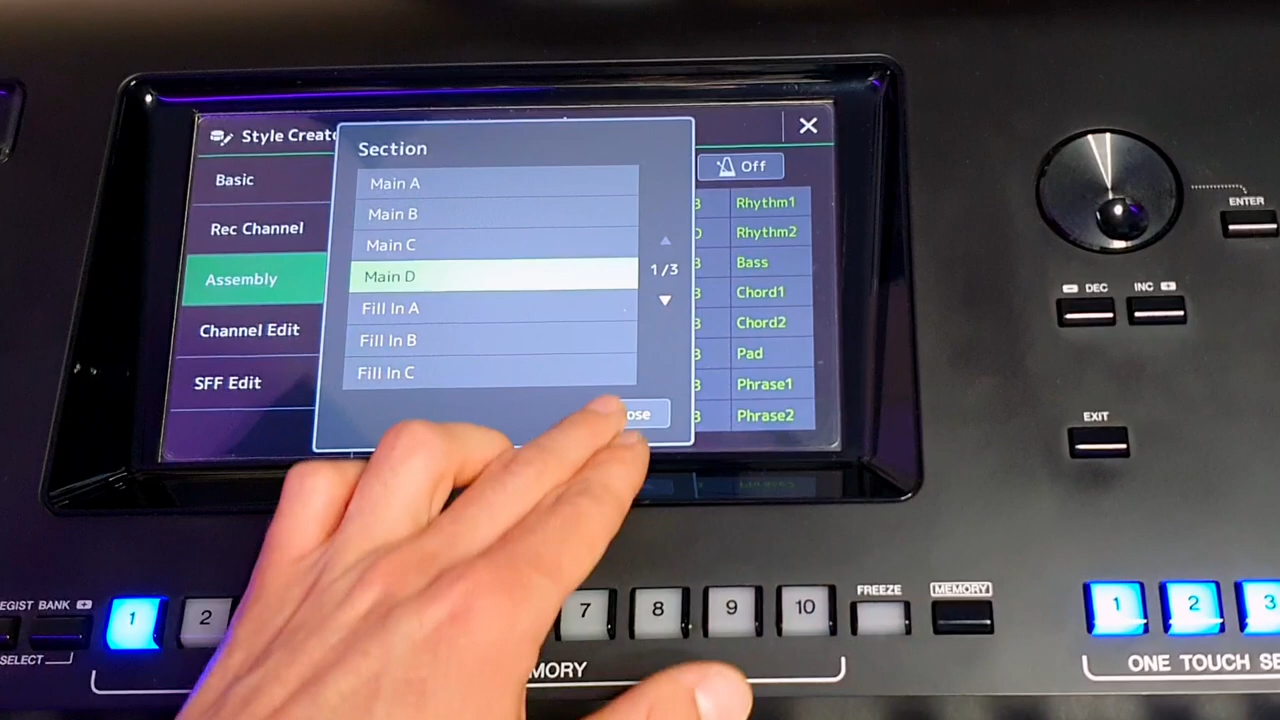 Style Creato
Basic
Rec Channel
Assembly
Channel Edit
SFF Edit
Section
Main A
Main B
Main C
Main D
Fill In A
Fill In B
Fill In C
1/3
ose
Off
Rhythm1
Rhythm2
Bass
Chord1
Chord2
Pad
Phrase1
Phrase2
ENTER
- DEC
INC +
EXIT
EGIST BANK +
SELECT
1
2
7
8
9
10
MORY
FREEZE
MEMORY
1
2
3
ONE TOUCH SE